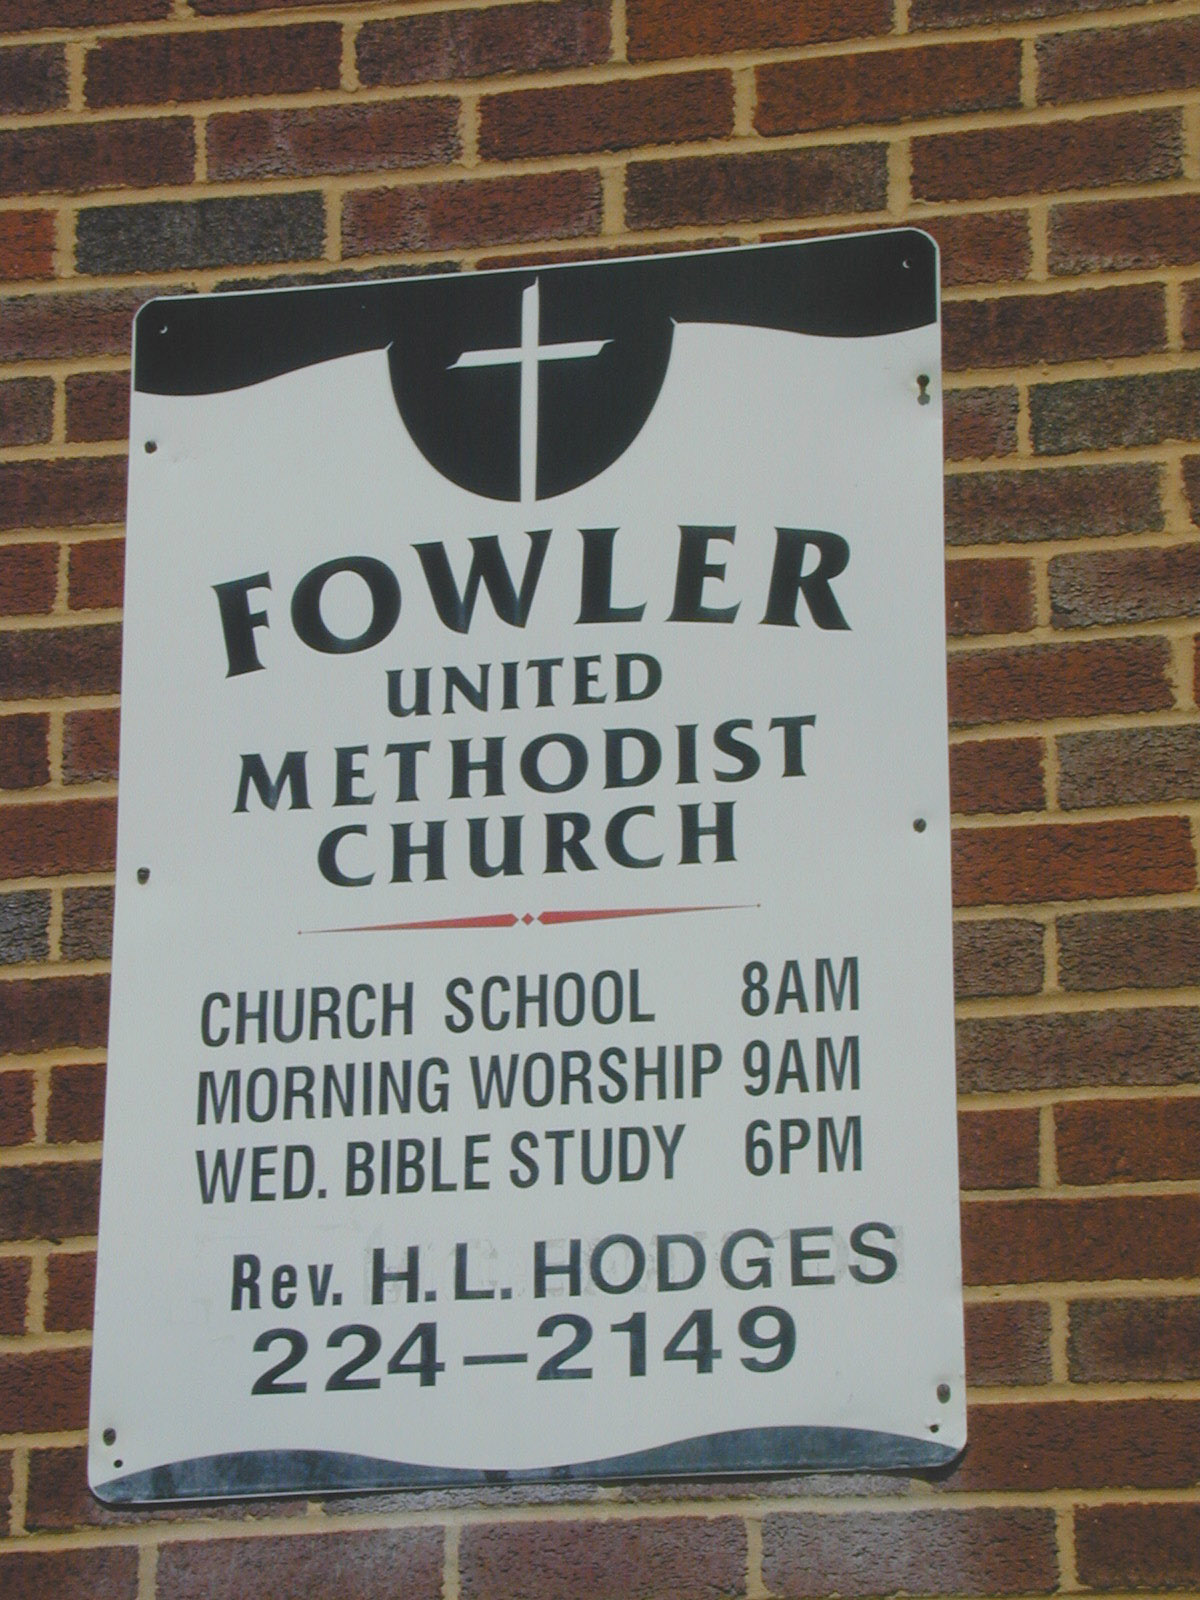 FOWLER
UNITED
METHODIST
CHURCH
CHURCH SCHOOL 8AM
MORNING WORSHIP 9AM
WED. BIBLE STUDY 6PM
Rev. H. L. HODGES
224-2149